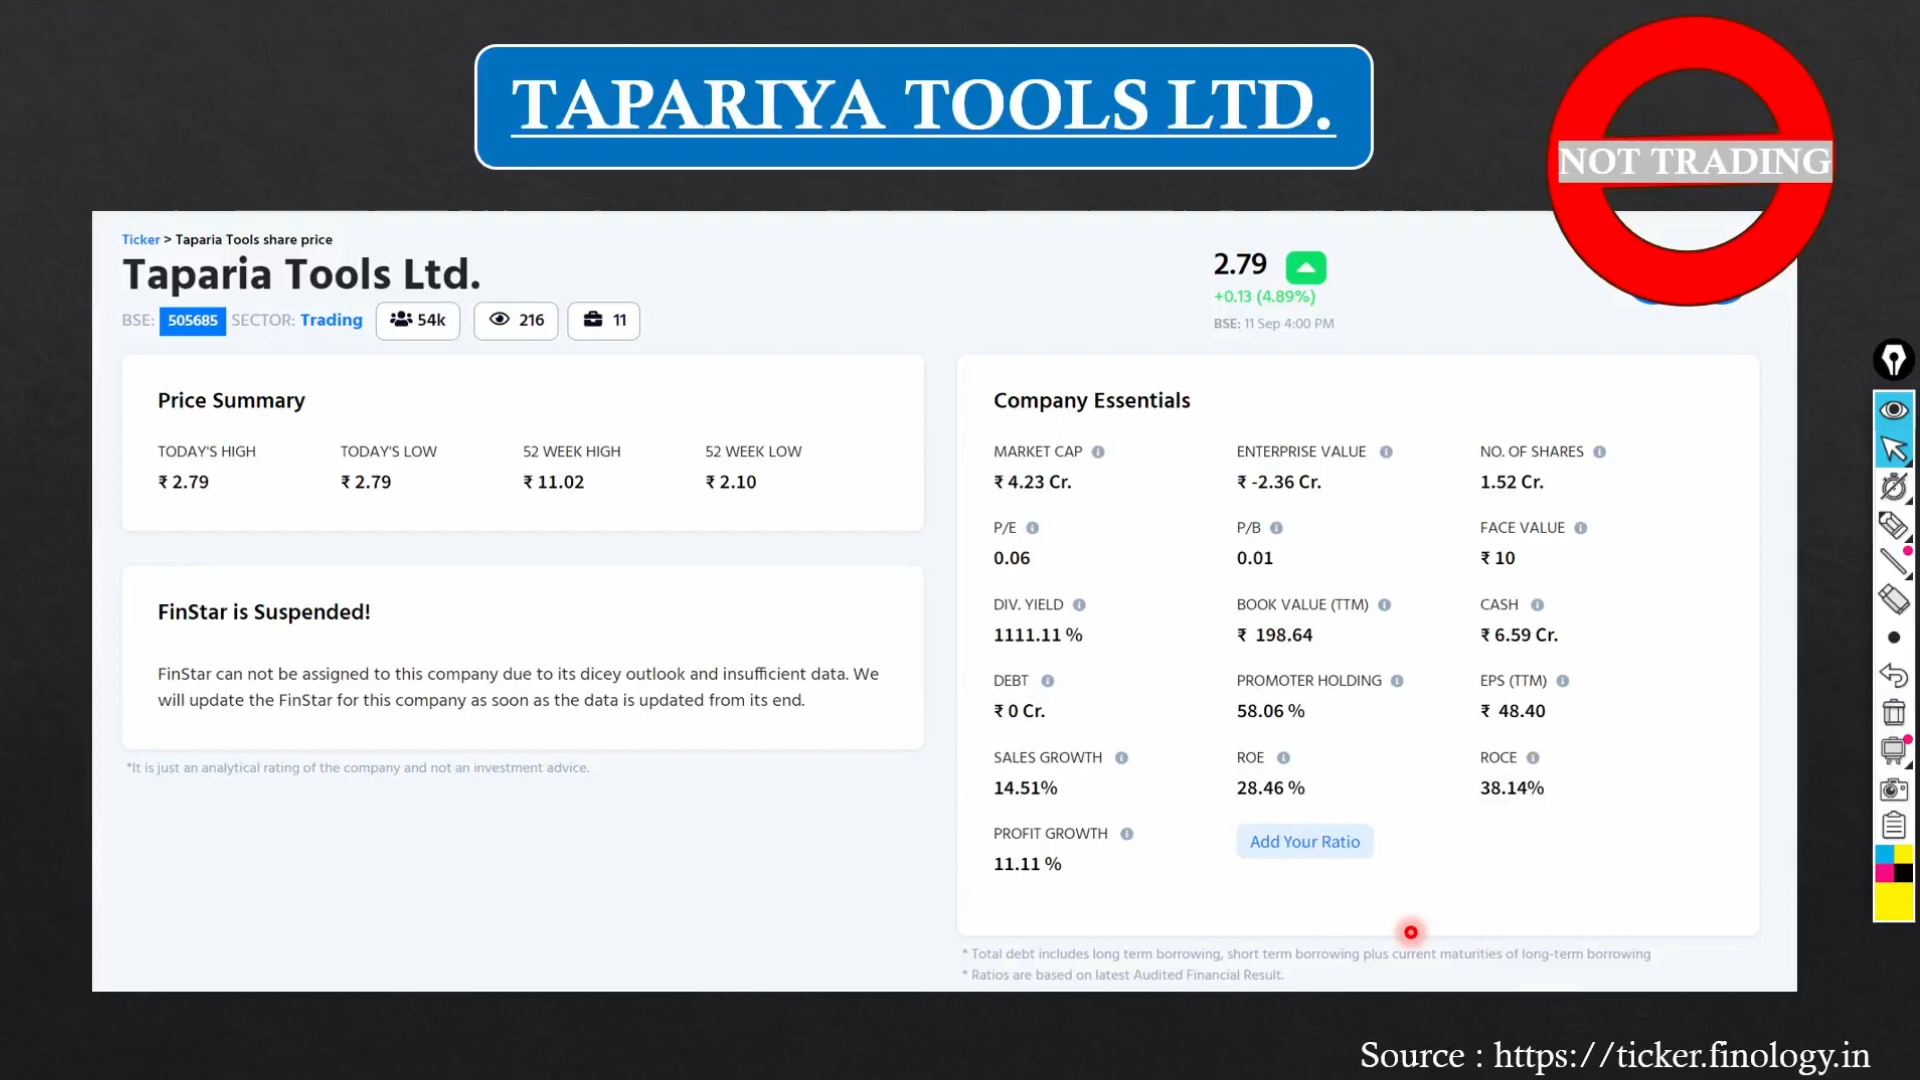 TAPARIYA TOOLS LTD.
NOT TRADING
Ticker > Taparia Tools share price
Taparia Tools Ltd.
BSE: 505685 SECTOR: Trading 54k 216 11
2.79
+0.13 (4.89%)
BSE: 11 Sep 4:00 PM
Price Summary
TODAY'S HIGH TODAY'S LOW 52 WEEK HIGH 52 WEEK LOW
₹ 2.79 ₹ 2.79 ₹ 11.02 ₹ 2.10
FinStar is Suspended!
FinStar can not be assigned to this company due to its dicey outlook and insufficient data. We
will update the FinStar for this company as soon as the data is updated from its end.
*It is just an analytical rating of the company and not an investment advice.
Company Essentials
MARKET CAP ENTERPRISE VALUE NO. OF SHARES
₹ 4.23 Cr. ₹ -2.36 Cr. 1.52 Cr.
P/E P/B FACE VALUE
0.06 0.01 ₹ 10
DIV. YIELD BOOK VALUE (TTM) CASH
1111.11 % ₹ 198.64 ₹ 6.59 Cr.
DEBT PROMOTER HOLDING EPS (TTM)
₹ 0 Cr. 58.06 % ₹ 48.40
SALES GROWTH ROE ROCE
14.51% 28.46 % 38.14%
PROFIT GROWTH
11.11 %
Add Your Ratio
* Total debt includes long term borrowing, short term borrowing plus current maturities of long-term borrowing
* Ratios are based on latest Audited Financial Result.
Source : https://ticker.finology.in